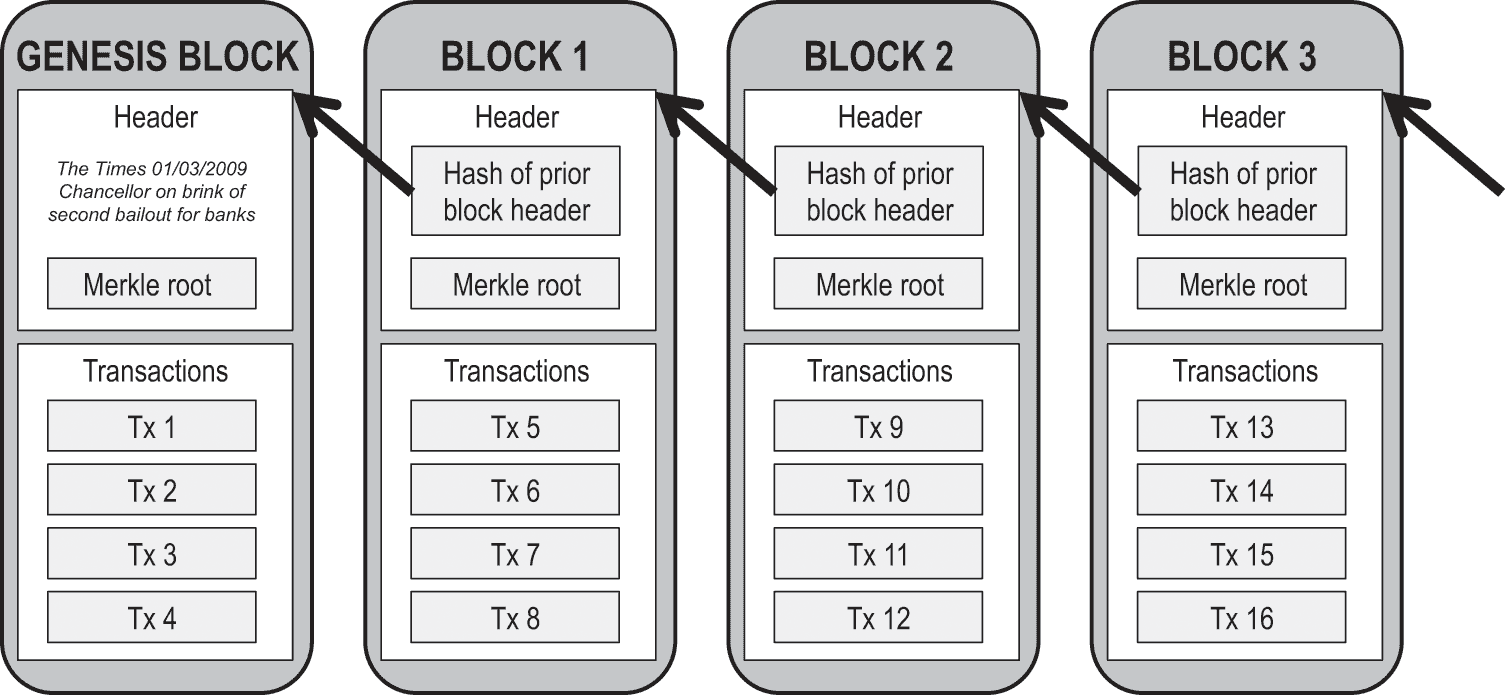 GENESIS BLOCK
Header
The Times 01/03/2009
Chancellor on brink of
second bailout for banks
Merkle root
Transactions
Tx 1
Tx 2
Tx 3
Tx 4
BLOCK 1
Header
Hash of prior
block header
Merkle root
Transactions
Tx 5
Tx 6
Tx 7
Tx 8
BLOCK 2
Header
Hash of prior
block header
Merkle root
Transactions
Tx 9
Tx 10
Tx 11
Tx 12
BLOCK 3
Header
Hash of prior
block header
Merkle root
Transactions
Tx 13
Tx 14
Tx 15
Tx 16